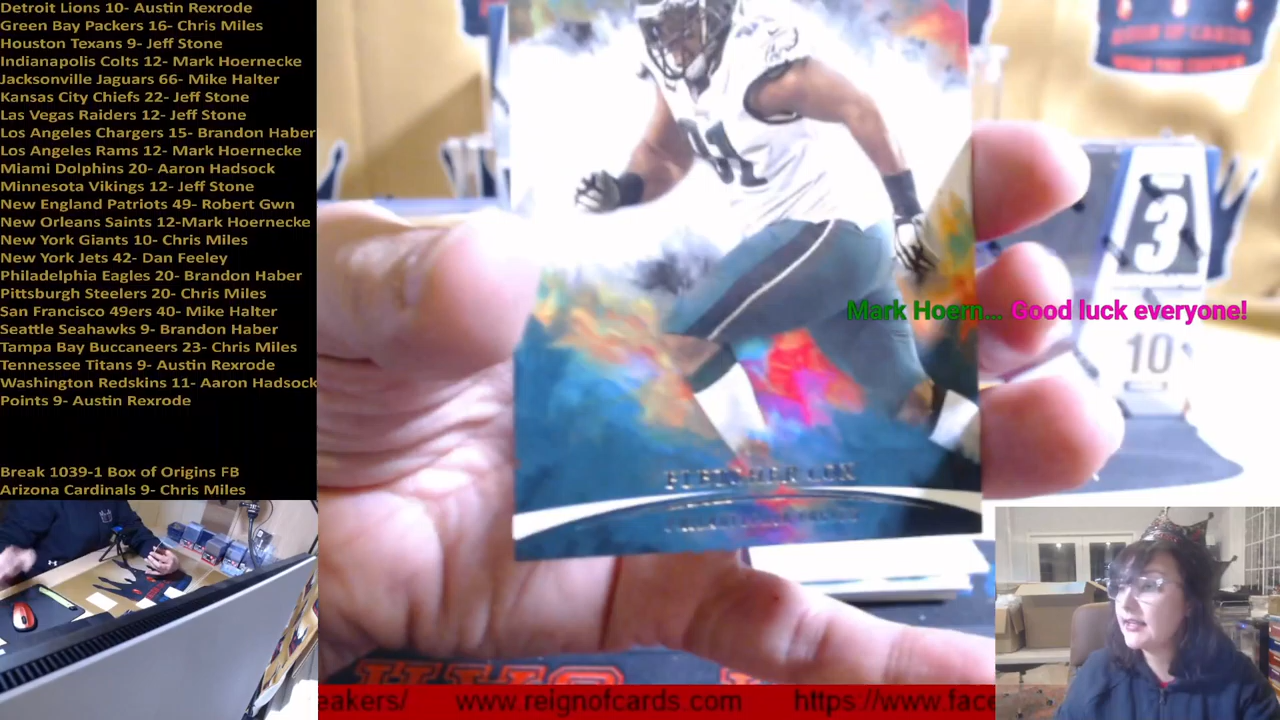 Detroit Lions 10- Austin Rexrode
Green Bay Packers 16- Chris Miles
Houston Texans 9- Jeff Stone
Indianapolis Colts 12- Mark Hoernecke
Jacksonville Jaguars 66- Mike Halter
Kansas City Chiefs 22- Jeff Stone
Las Vegas Raiders 12- Jeff Stone
Los Angeles Chargers 15- Brandon Haber
Los Angeles Rams 12- Mark Hoernecke
Miami Dolphins 20- Aaron Hadsock
Minnesota Vikings 12- Jeff Stone
New England Patriots 49- Robert Gwn
New Orleans Saints 12-Mark Hoernecke
New York Giants 10- Chris Miles
New York Jets 42- Dan Feeley
Philadelphia Eagles 20- Brandon Haber
Pittsburgh Steelers 20- Chris Miles
San Francisco 49ers 40- Mike Halter
Seattle Seahawks 9- Brandon Haber
Tampa Bay Buccaneers 23- Chris Miles
Tennessee Titans 9- Austin Rexrode
Washington Redskins 11- Aaron Hadsock
Points 9- Austin Rexrode
Break 1039-1 Box of Origins FB
Arizona Cardinals 9- Chris Miles
91
FLETCHER COX
3
10
Mark Hoern... Good luck everyone!
eakers/ www.reignofcards.com https://www.face